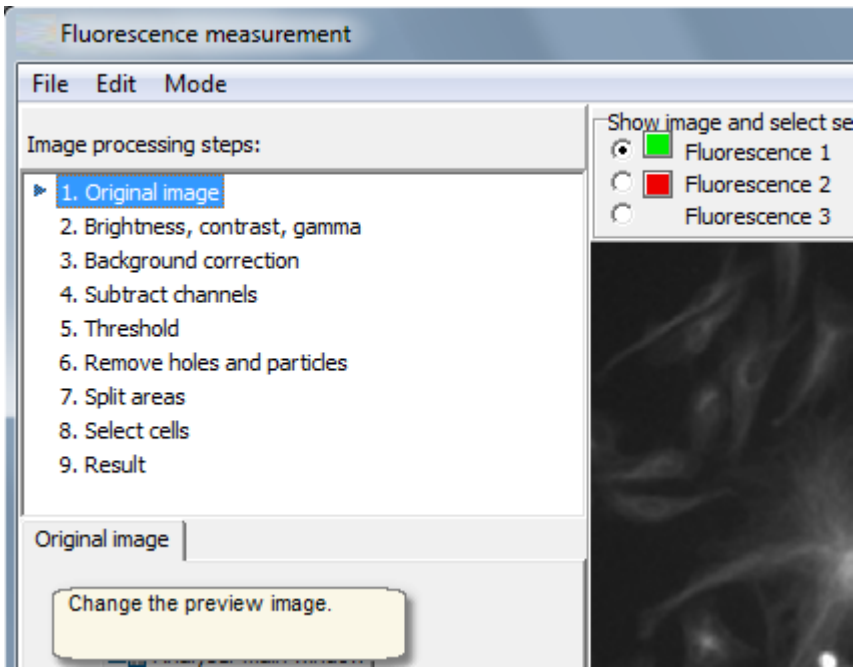 Fluorescence measurement
File Edit Mode
Image processing steps:
1. Original image
2. Brightness, contrast, gamma
3. Background correction
4. Subtract channels
5. Threshold
6. Remove holes and particles
7. Split areas
8. Select cells
9. Result
Show image and select se
Fluorescence 1
Fluorescence 2
Fluorescence 3
Original image
Change the preview image.